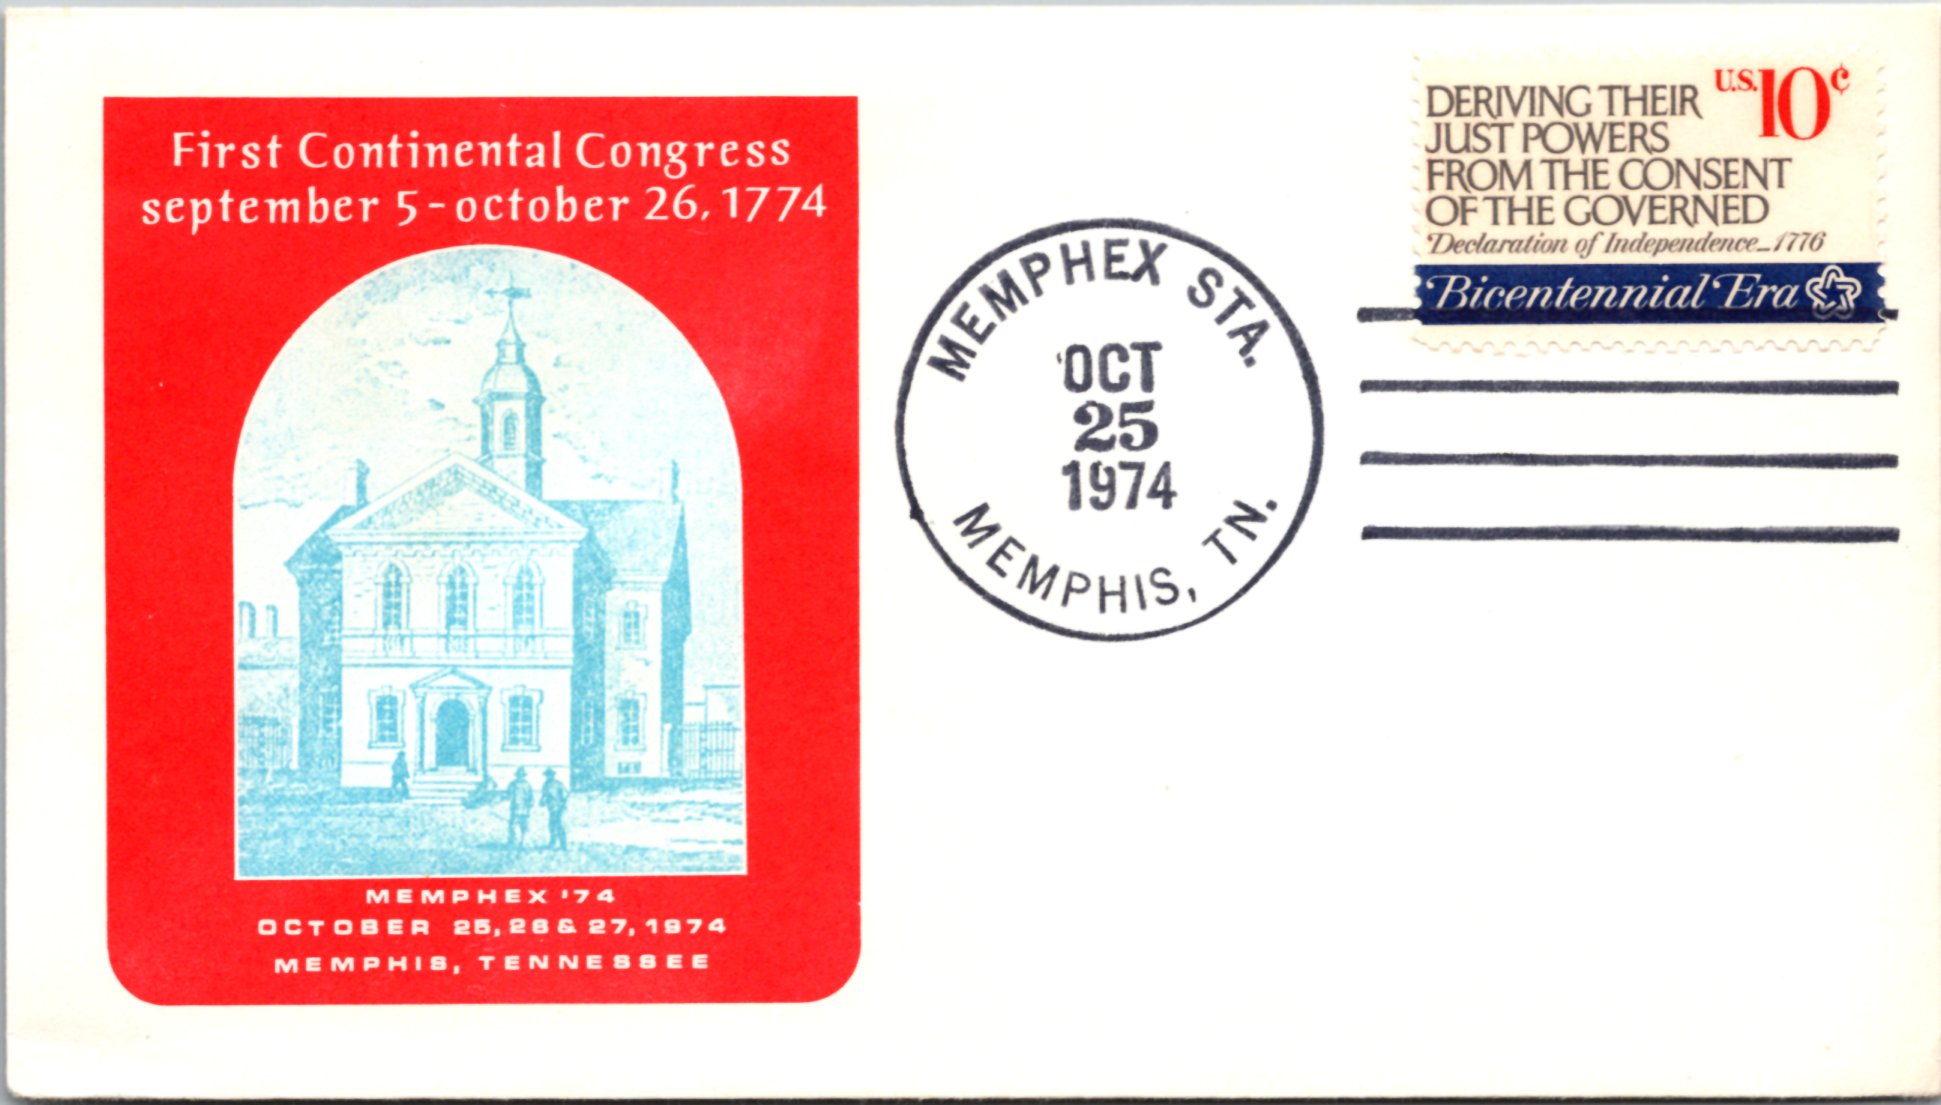 First Continental Congress
september 5-october 26, 1774
MEMPHEX '74
OCTOBER 25, 26 & 27, 1974
MEMPHIS, TENNESSEE
MEMPHEX STA.
OCT
25
1974
MEMPHIS, TN.
U.S. 10¢
DERIVING THEIR
JUST POWERS
FROM THE CONSENT
OF THE GOVERNED
Declaration of Independence_1776
Bicentennial Era